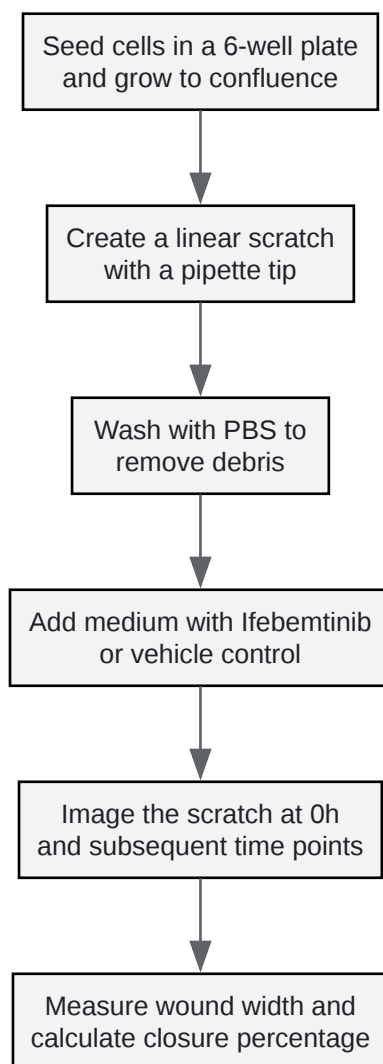 Seed cells in a 6-well plate
and grow to confluence
Create a linear scratch
with a pipette tip
Wash with PBS to
remove debris
Add medium with Ifebemtinib
or vehicle control
Image the scratch at 0h
and subsequent time points
Measure wound width and
calculate closure percentage